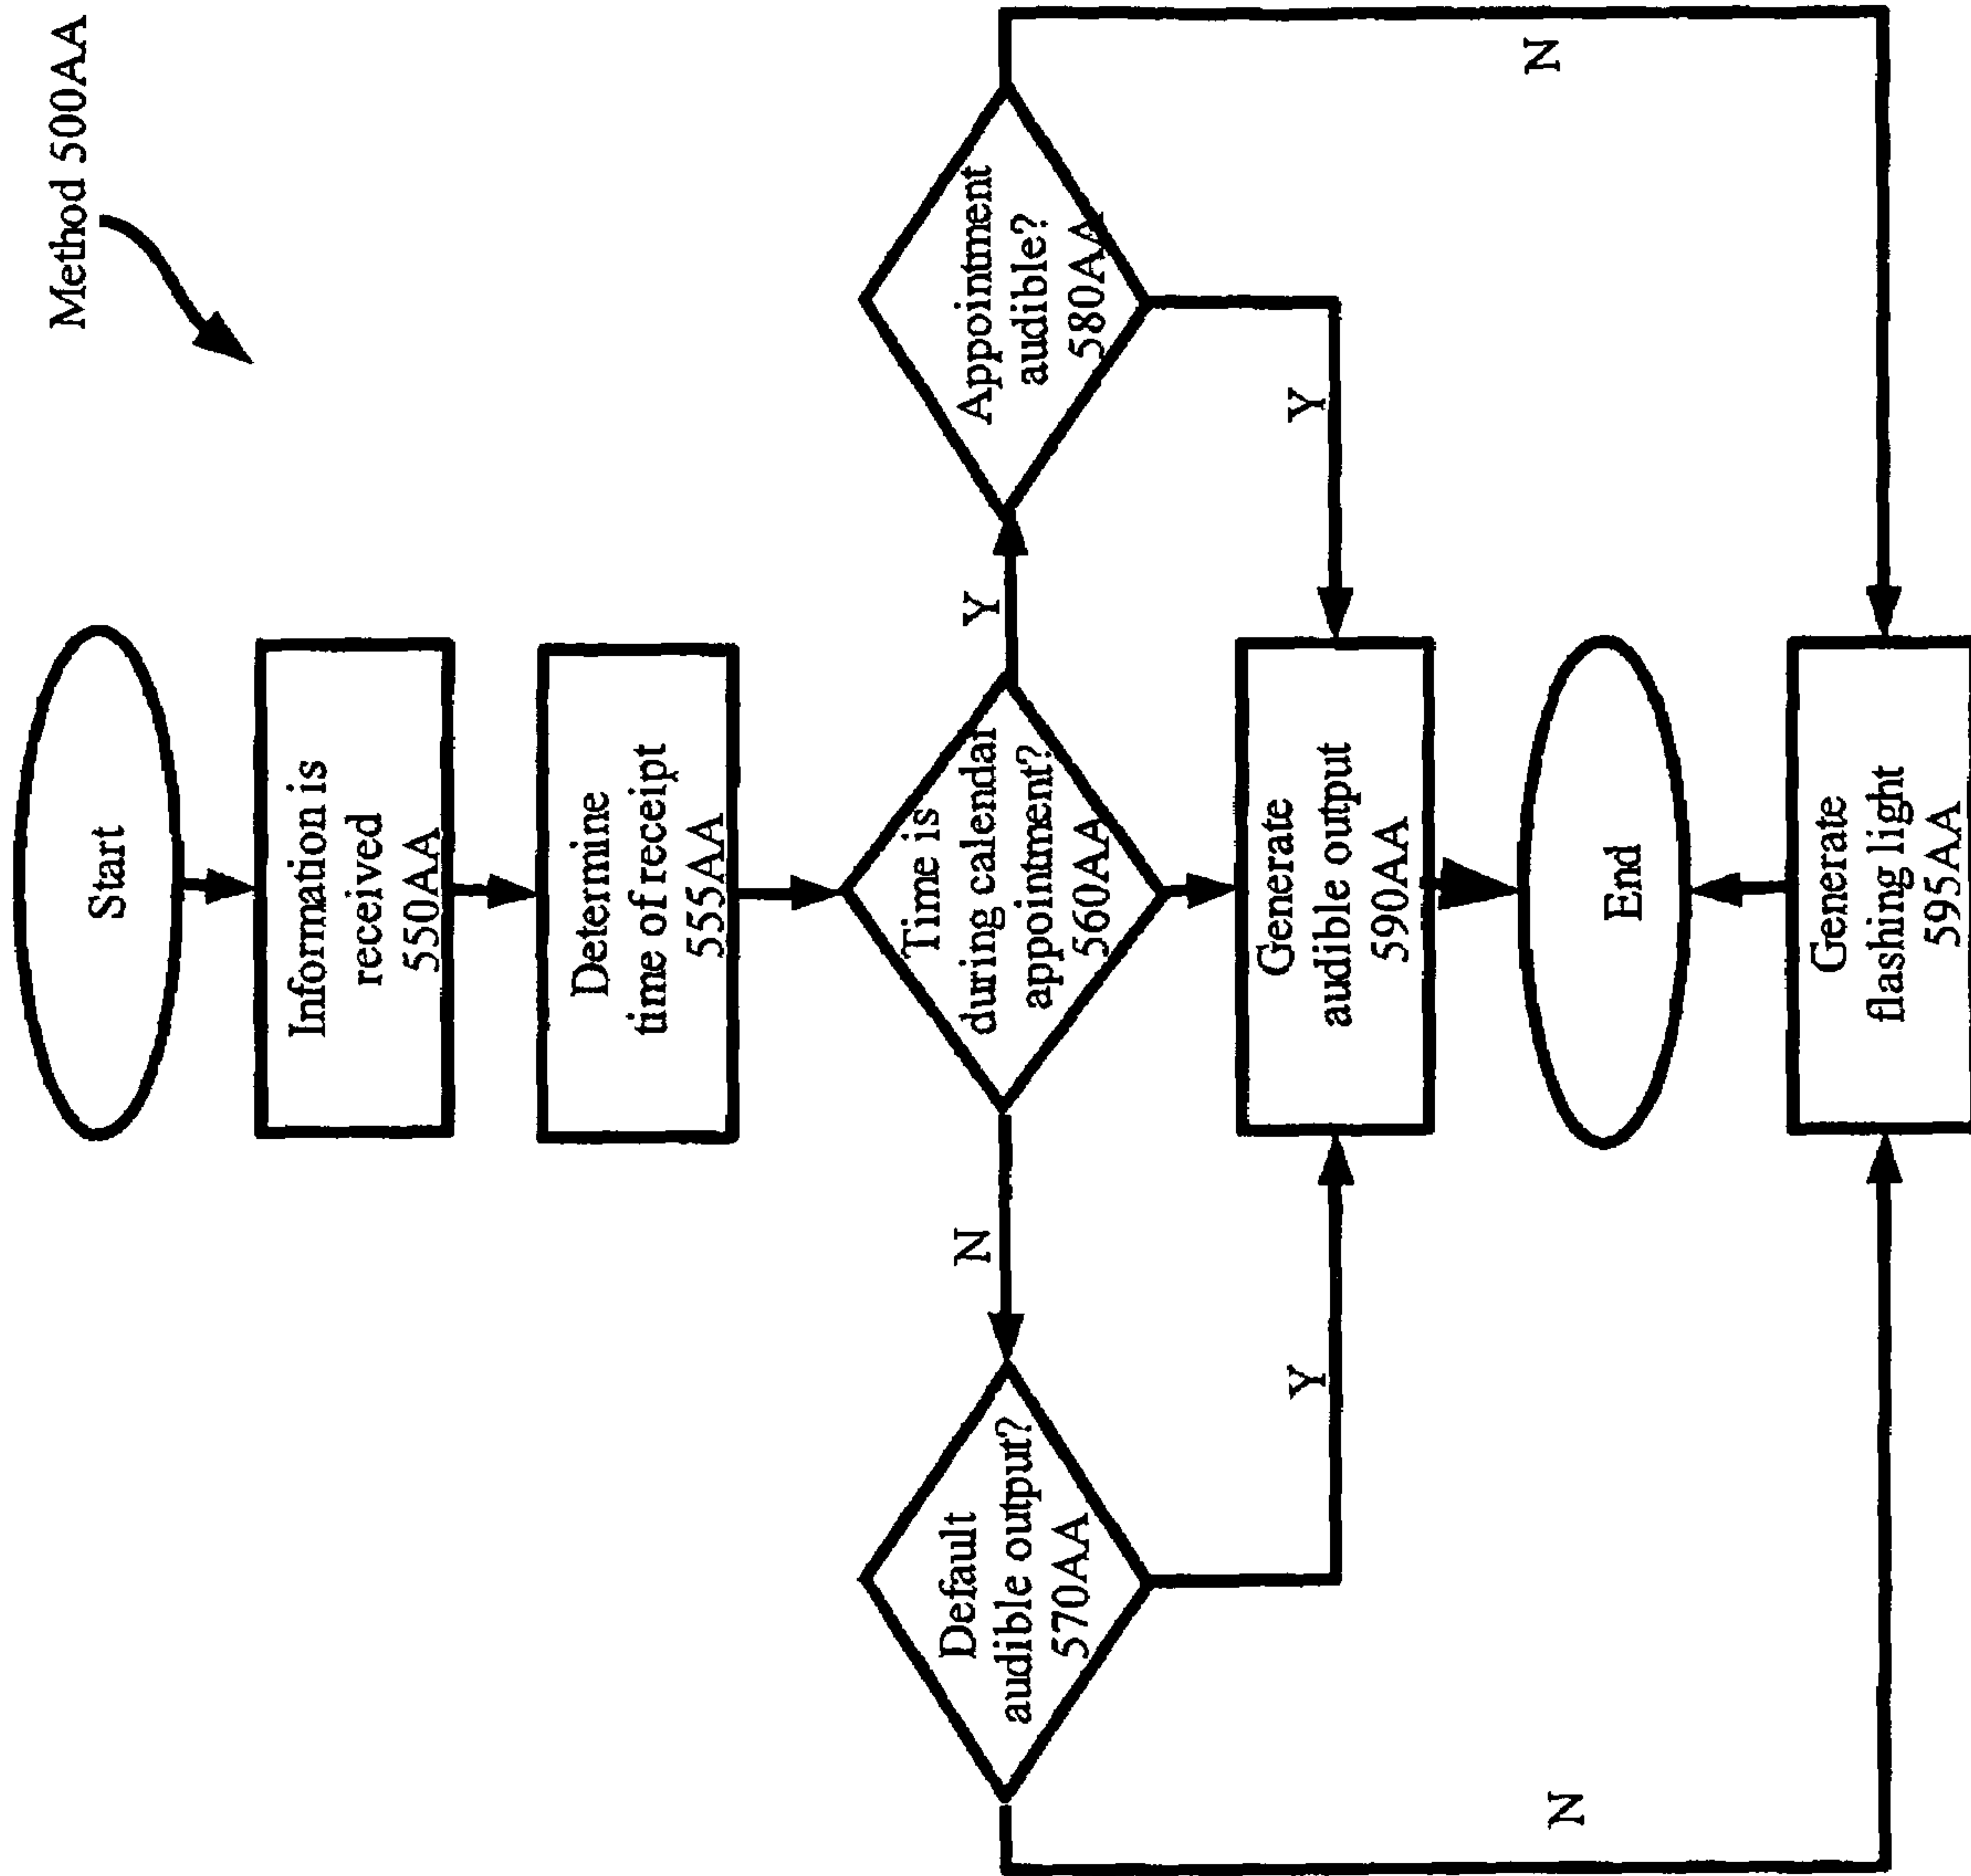 Method 500AA
Start
Information is
received
550AA
Determine
time of receipt
555AA
Time is
during calendar
appointment?
560AA
N
Y
Default
audible output?
570AA
Appointment
audible?
580AA
Y
Y
Generate
audible output
590AA
N
N
End
Generate
flashing light
595AA